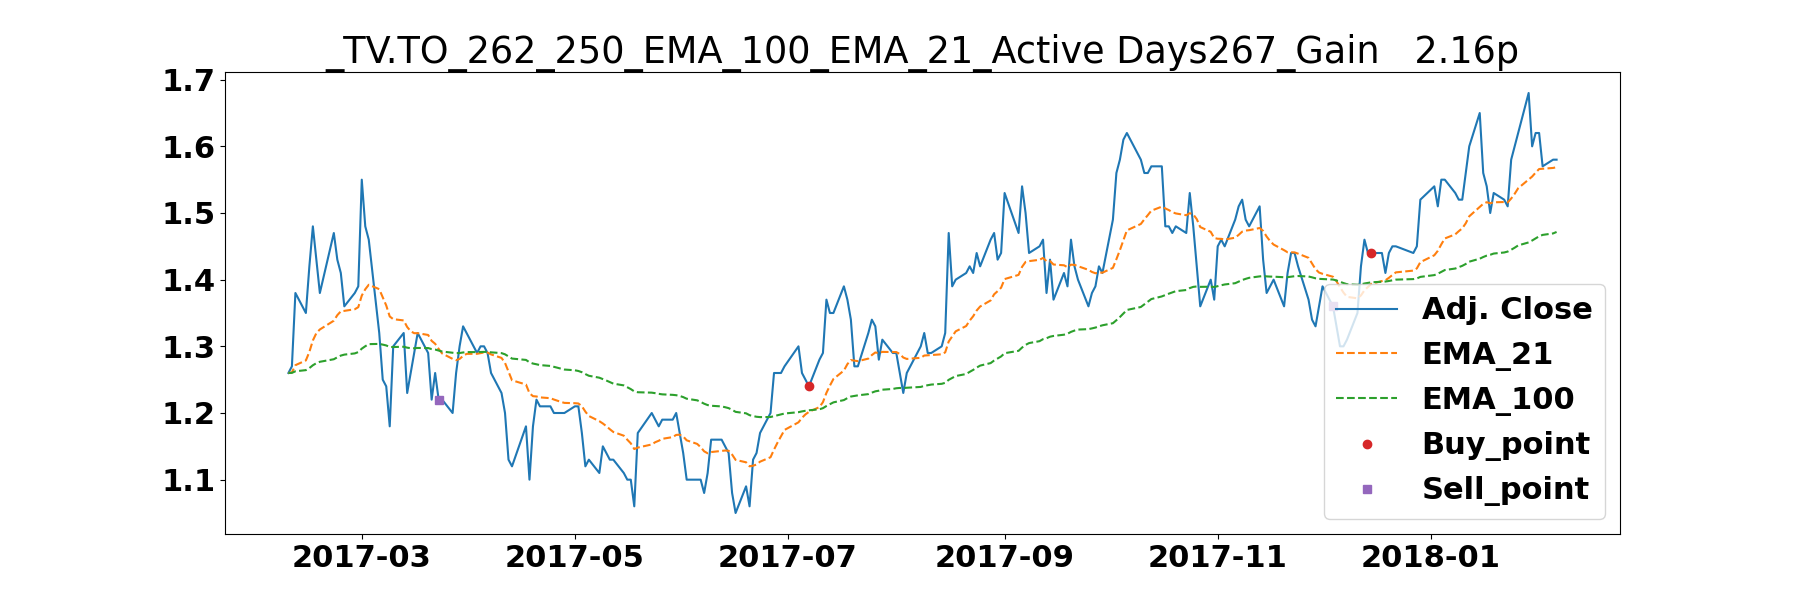 _TV.TO_262_250_EMA_100_EMA_21_Active Days267_Gain   2.16p
1.7
1.6
1.5
1.4
1.3
1.2
1.1
2017-03 2017-05 2017-07 2017-09 2017-11 2018-01
Adj. Close
EMA_21
EMA_100
Buy_point
Sell_point